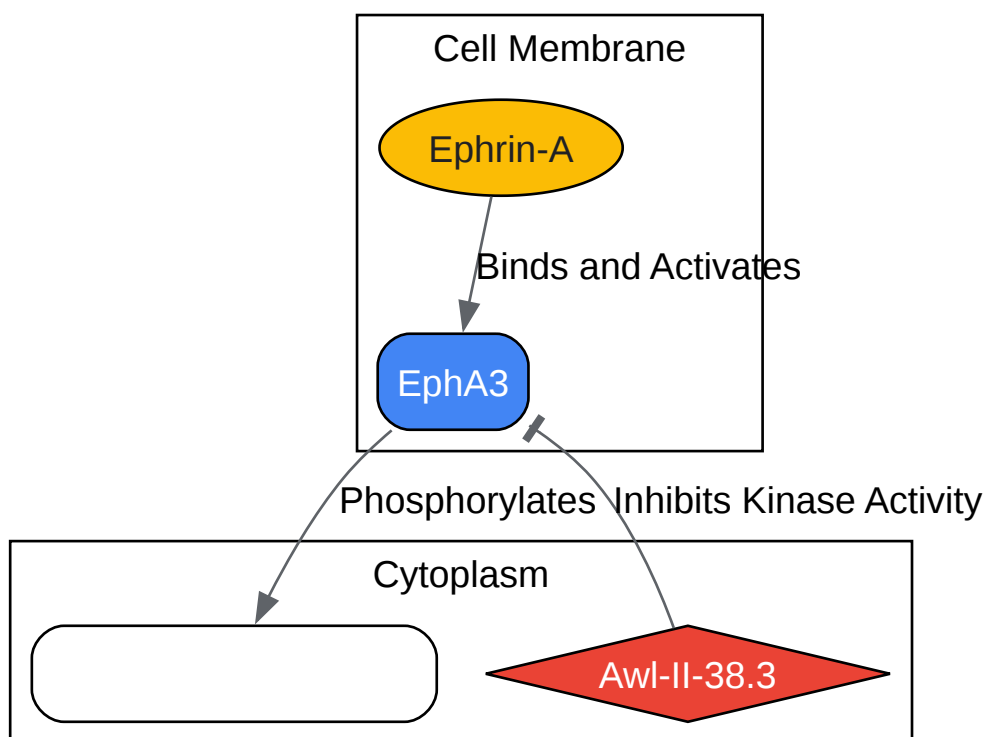 Cell Membrane
Ephrin-A
Binds and Activates
EphA3
Phosphorylates
Inhibits Kinase Activity
Cytoplasm
Awl-II-38.3